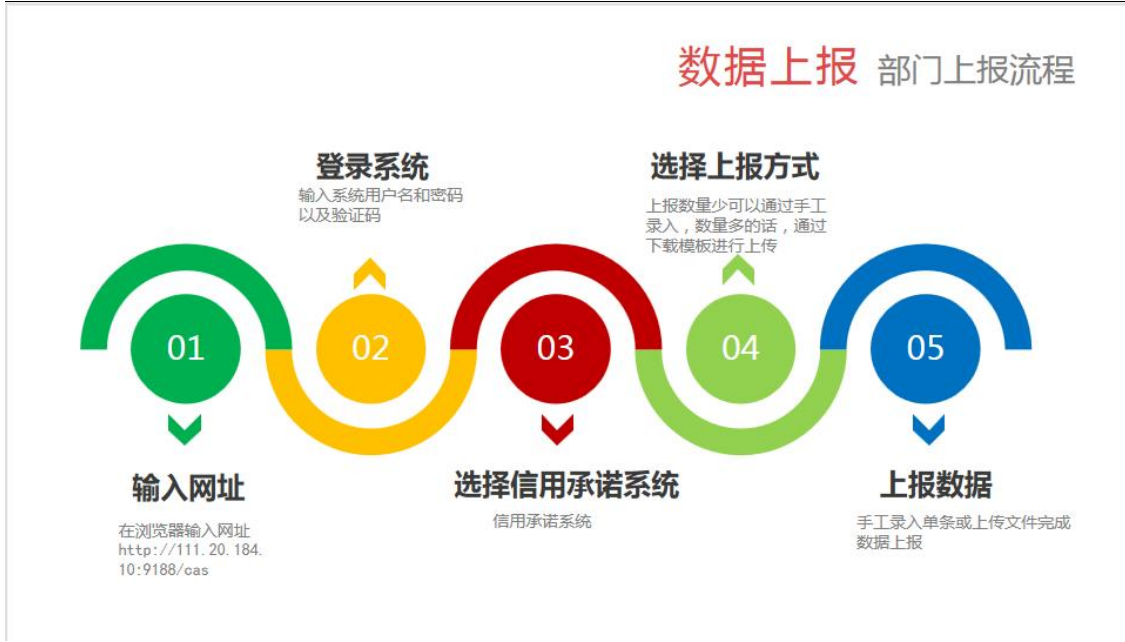 数据上报 部门上报流程
登录系统
输入系统用户名和密码
以及验证码
选择上报方式
上报数量少可以通过手工
录入，数量多的话，通过
下载模板进行上传
01
02
03
04
05
输入网址
在浏览器输入网址
http://111.20.184.
10:9188/cas
选择信用承诺系统
信用承诺系统
上报数据
手工录入单条或上传文件完成
数据上报